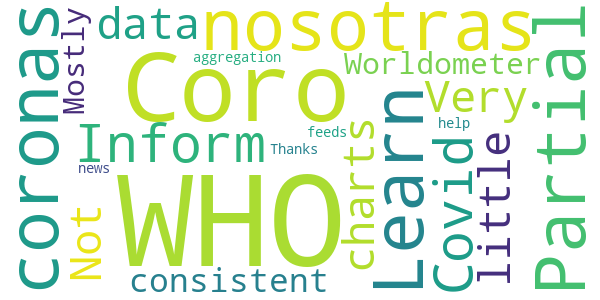 coronas
Mostly
data
nosotras
Partial
aggregation
Coro
Worldometer
Very
Inform
feeds
help
Thanks
charts
Learn
Covid
little
news
Not
WHO
consistent